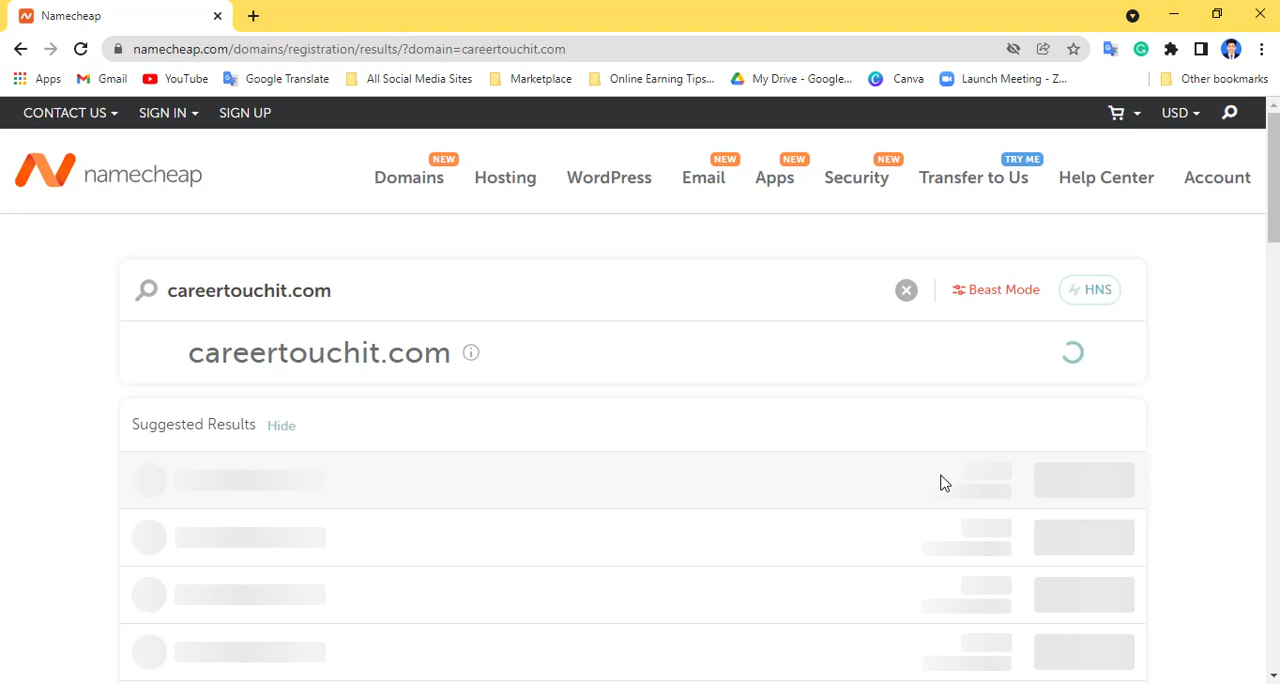 Namecheap
namecheap.com/domains/registration/results/?domain=careertouchit.com
Apps Gmail YouTube Google Translate All Social Media Sites Marketplace Online Earning Tips... My Drive - Google... Canva Launch Meeting - Z... Other bookmarks
CONTACT US SIGN IN SIGN UP USD
NEW NEW NEW NEW TRY ME
namecheap Domains Hosting WordPress Email Apps Security Transfer to Us Help Center Account
careertouchit.com Beast Mode HNS
careertouchit.com
Suggested Results Hide